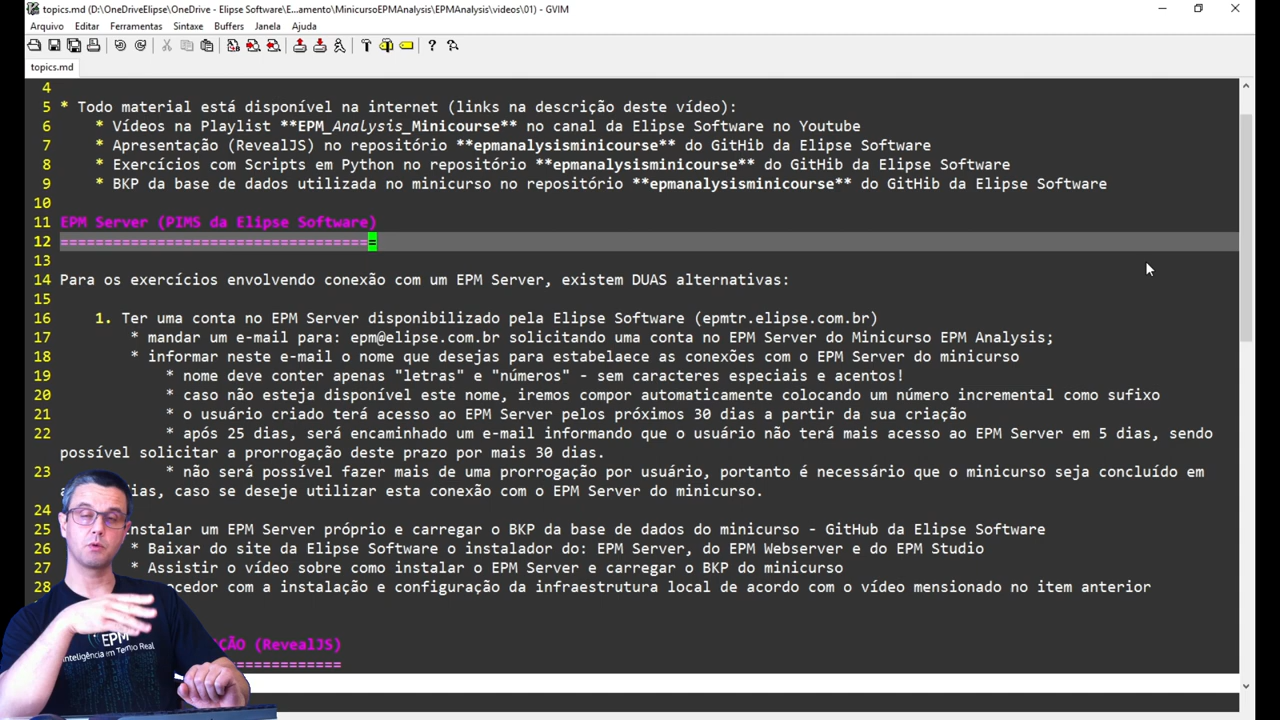 topics.md (D:\OneDriveElipse\OneDrive - Elipse Software\E...amento\MinicursoEPMAnalysis\EPMAnalysis\videos\01) - GVIM
Arquivo Editar Ferramentas Sintaxe Buffers Janela Ajuda
topics.md
4
5 * Todo material está disponível na internet (links na descrição deste vídeo):
6 * Vídeos na Playlist **EPM_Analysis_Minicourse** no canal da Elipse Software no Youtube
7 * Apresentação (RevealJS) no repositório **epmanalysisminicourse** do GitHib da Elipse Software
8 * Exercícios com Scripts em Python no repositório **epmanalysisminicourse** do GitHib da Elipse Software
9 * BKP da base de dados utilizada no minicurso no repositório **epmanalysisminicourse** do GitHib da Elipse Software
10
11 EPM Server (PIMS da Elipse Software)
12 ====================================
13
14 Para os exercícios envolvendo conexão com um EPM Server, existem DUAS alternativas:
15
16 1. Ter uma conta no EPM Server disponibilizado pela Elipse Software (epmtr.elipse.com.br)
17 * mandar um e-mail para: epm@elipse.com.br solicitando uma conta no EPM Server do Minicurso EPM Analysis;
18 * informar neste e-mail o nome que desejas para estabelaece as conexões com o EPM Server do minicurso
19 * nome deve conter apenas "letras" e "números" - sem caracteres especiais e acentos!
20 * caso não esteja disponível este nome, iremos compor automaticamente colocando um número incremental como sufixo
21 * o usuário criado terá acesso ao EPM Server pelos próximos 30 dias a partir da sua criação
22 * após 25 dias, será encaminhado um e-mail informando que o usuário não terá mais acesso ao EPM Server em 5 dias, sendo
possível solicitar a prorrogação deste prazo por mais 30 dias.
23 * não será possível fazer mais de uma prorrogação por usuário, portanto é necessário que o minicurso seja concluído em
dias, caso se deseje utilizar esta conexão com o EPM Server do minicurso.
24
25 nstalar um EPM Server próprio e carregar o BKP da base de dados do minicurso - GitHub da Elipse Software
26 * Baixar do site da Elipse Software o instalador do: EPM Server, do EPM Webserver e do EPM Studio
27 * Assistir o vídeo sobre como instalar o EPM Server e carregar o BKP do minicurso
28 ocedor com a instalação e configuração da infraestrutura local de acordo com o vídeo mencionado no item anterior
ÇÃO (RevealJS)
==============
EPM
Inteligência em Tempo Real